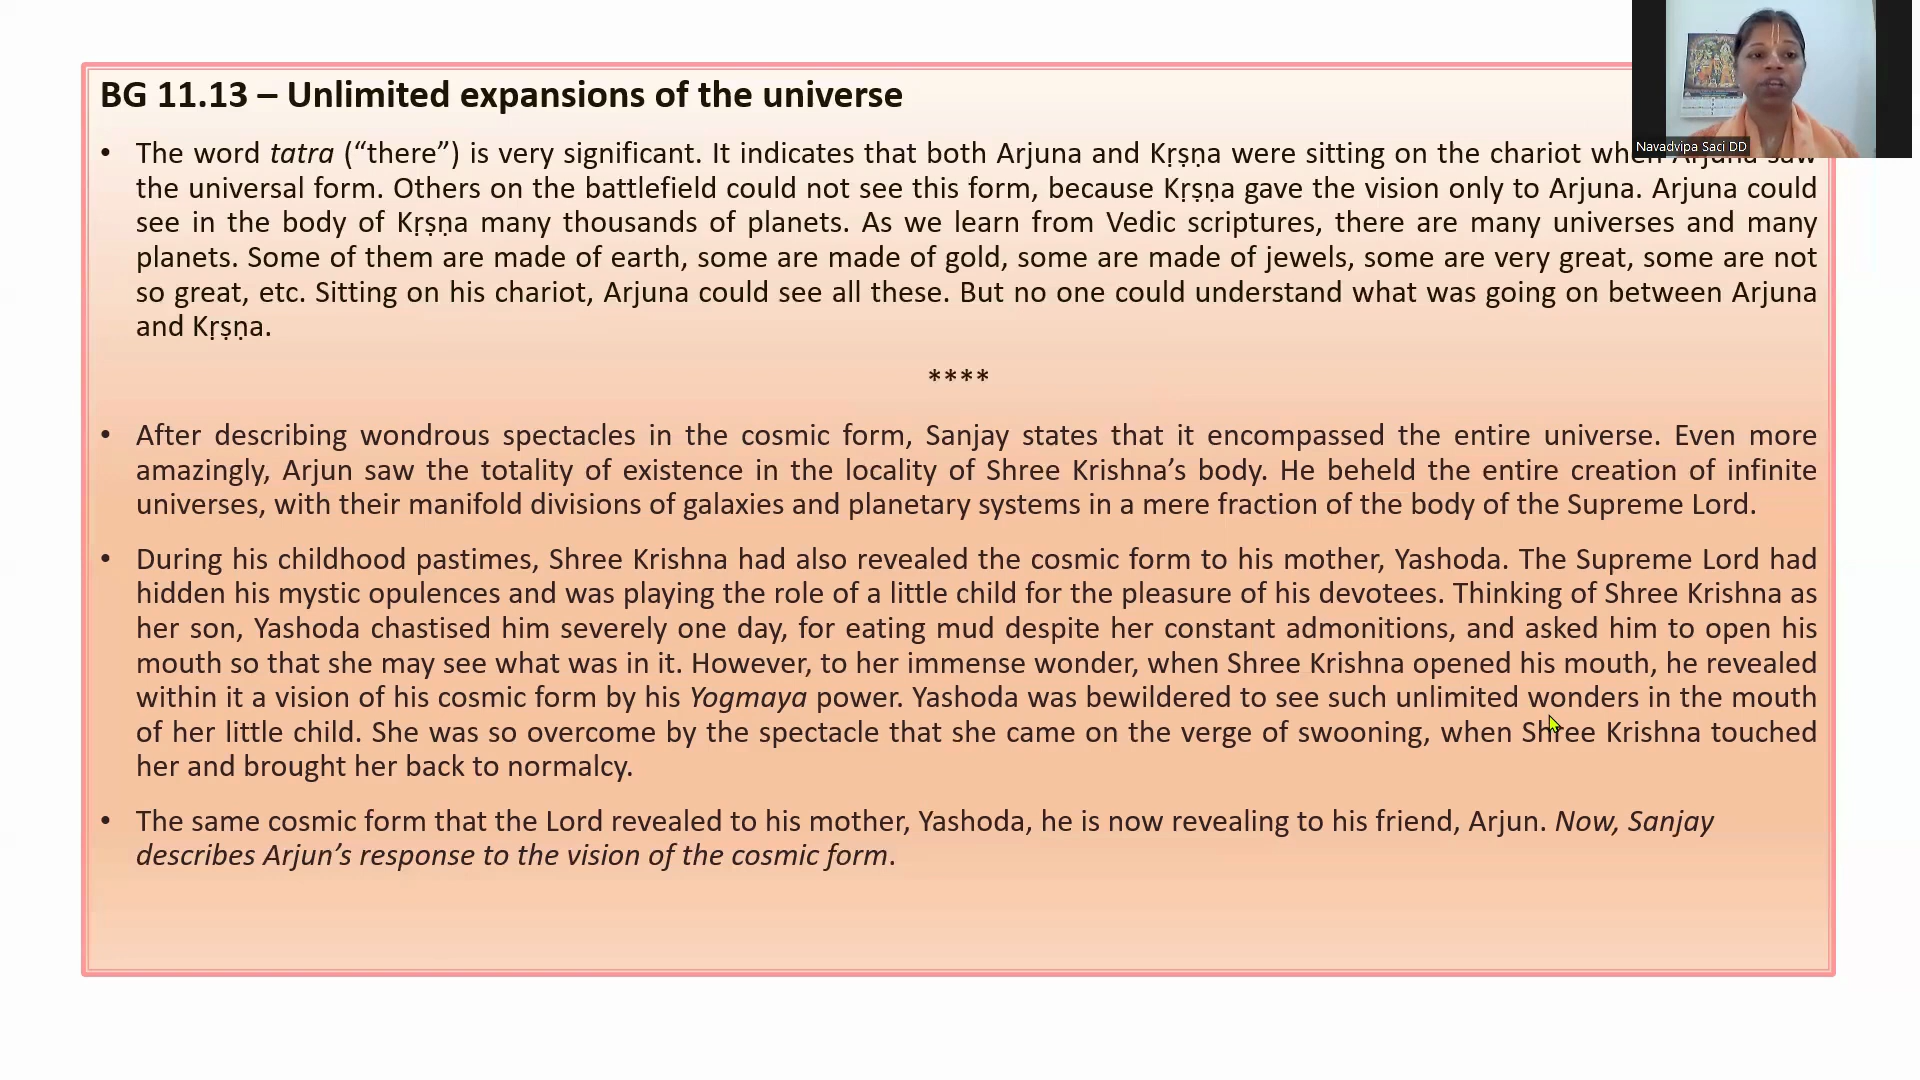 BG 11.13 – Unlimited expansions of the universe
• The word tatra (“there”) is very significant. It indicates that both Arjuna and Kṛṣṇa were sitting on the chariot when Arjuna saw
the universal form. Others on the battlefield could not see this form, because Kṛṣṇa gave the vision only to Arjuna. Arjuna could
see in the body of Kṛṣṇa many thousands of planets. As we learn from Vedic scriptures, there are many universes and many
planets. Some of them are made of earth, some are made of gold, some are made of jewels, some are very great, some are not
so great, etc. Sitting on his chariot, Arjuna could see all these. But no one could understand what was going on between Arjuna
and Kṛṣṇa.
****
• After describing wondrous spectacles in the cosmic form, Sanjay states that it encompassed the entire universe. Even more
amazingly, Arjun saw the totality of existence in the locality of Shree Krishna’s body. He beheld the entire creation of infinite
universes, with their manifold divisions of galaxies and planetary systems in a mere fraction of the body of the Supreme Lord.
• During his childhood pastimes, Shree Krishna had also revealed the cosmic form to his mother, Yashoda. The Supreme Lord had
hidden his mystic opulences and was playing the role of a little child for the pleasure of his devotees. Thinking of Shree Krishna as
her son, Yashoda chastised him severely one day, for eating mud despite her constant admonitions, and asked him to open his
mouth so that she may see what was in it. However, to her immense wonder, when Shree Krishna opened his mouth, he revealed
within it a vision of his cosmic form by his Yogmaya power. Yashoda was bewildered to see such unlimited wonders in the mouth
of her little child. She was so overcome by the spectacle that she came on the verge of swooning, when Shree Krishna touched
her and brought her back to normalcy.
• The same cosmic form that the Lord revealed to his mother, Yashoda, he is now revealing to his friend, Arjun. Now, Sanjay
describes Arjun’s response to the vision of the cosmic form.
Navadvipa Saci DD